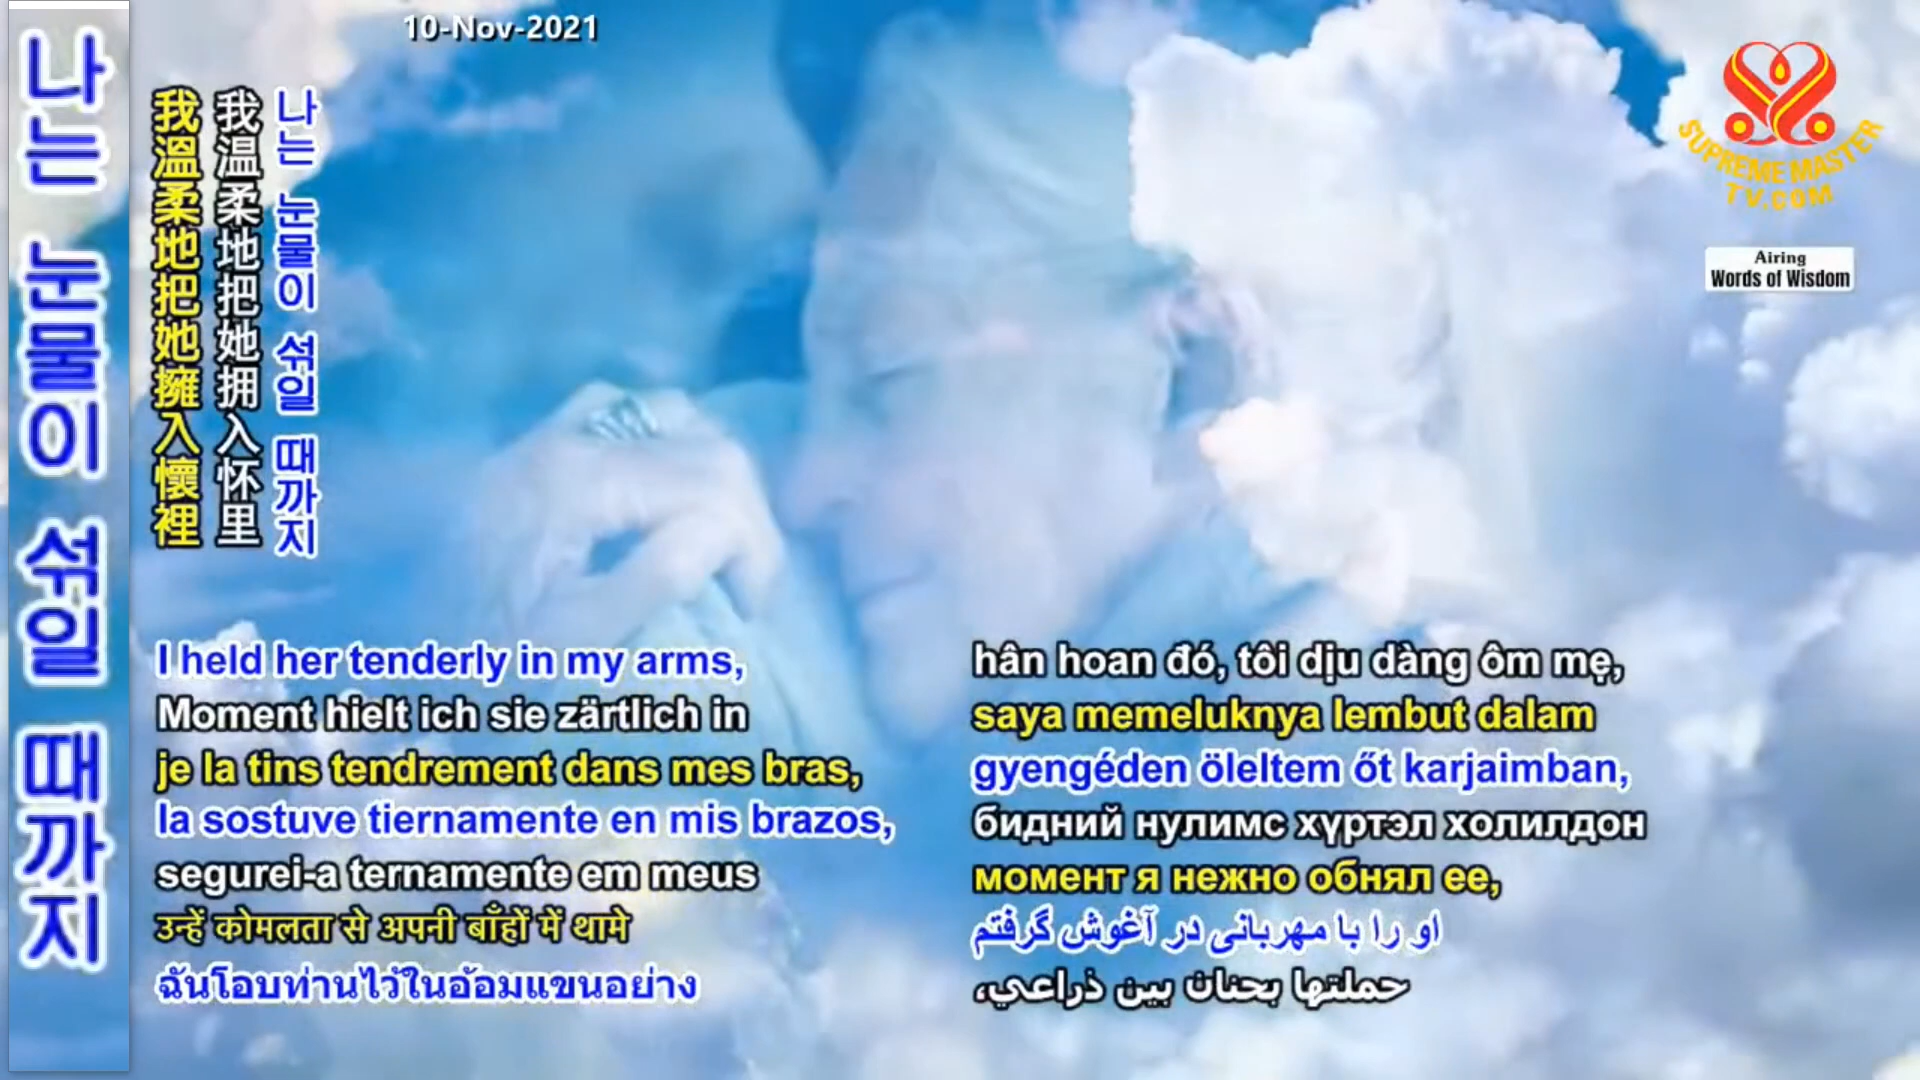 10-Nov-2021
나는 눈물이 섞일 때까지
我溫柔地把她擁入懷裡
我温柔地把她拥入怀里
나는 눈물이 섞일 때까지
SUPREME MASTER
TV.COM
Airing
Words of Wisdom
I held her tenderly in my arms,
Moment hielt ich sie zärtlich in
je la tins tendrement dans mes bras,
la sostuve tiernamente en mis brazos,
segurei-a ternamente em meus
उन्हें कोमलता से अपनी बाँहों में थामे
ฉันโอบท่านไว้ในอ้อมแขนอย่าง
hân hoan đó, tôi dịu dàng ôm mẹ,
saya memeluknya lembut dalam
gyengéden öleltem őt karjaimban,
бидний нулимс хүртэл холилдон
момент я нежно обнял ее,
او را با مهربانی در آغوش گرفتم
حملتها بحنان بين ذراعي،